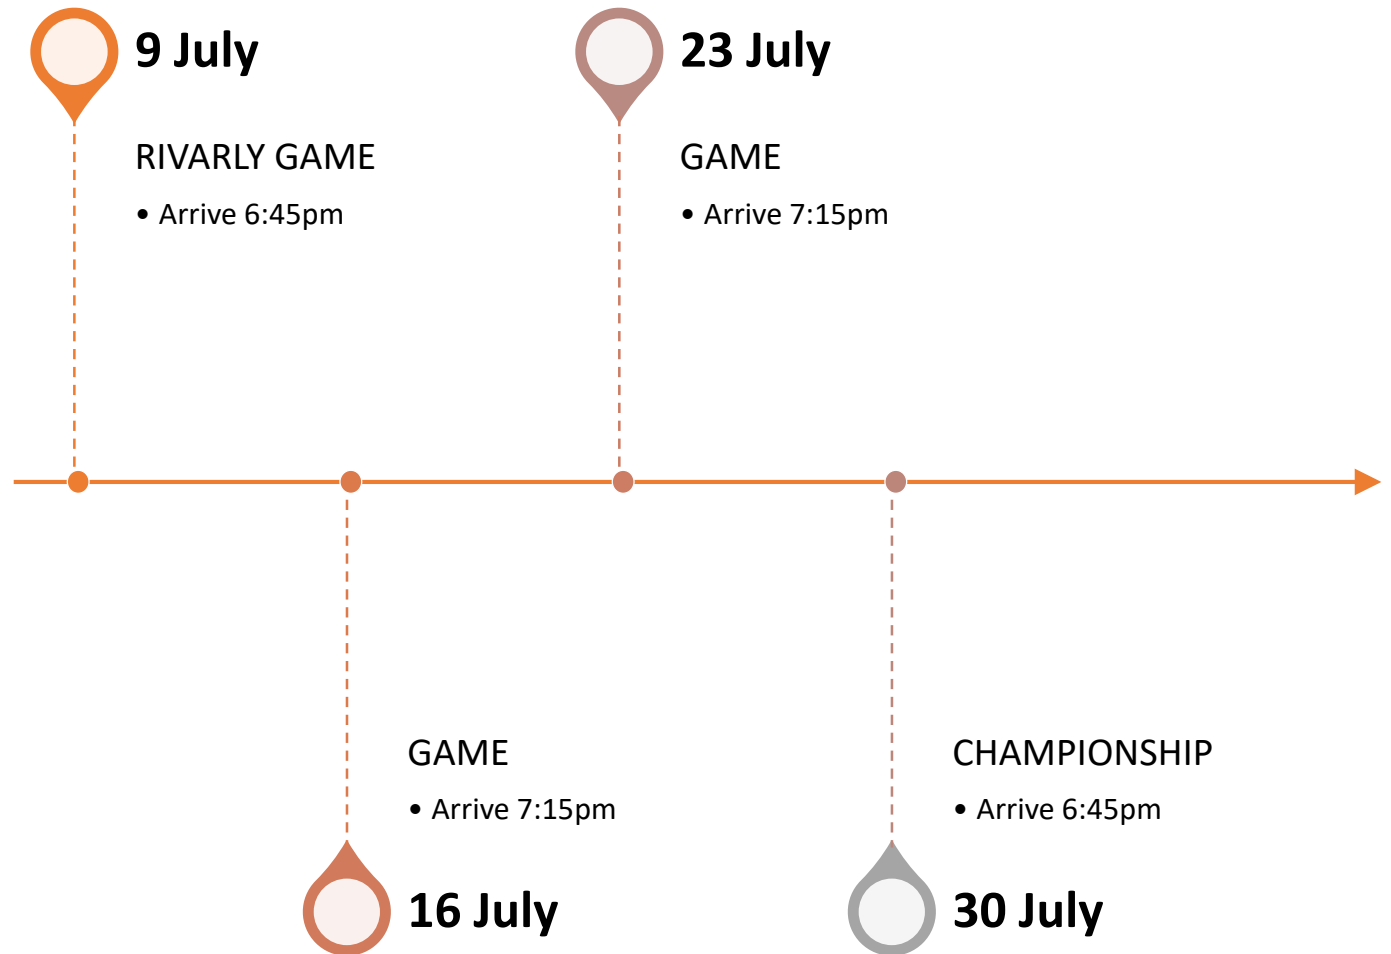 9 July
RIVARLY GAME
• Arrive 6:45pm
23 July
GAME
• Arrive 7:15pm
GAME
• Arrive 7:15pm
16 July
CHAMPIONSHIP
• Arrive 6:45pm
30 July